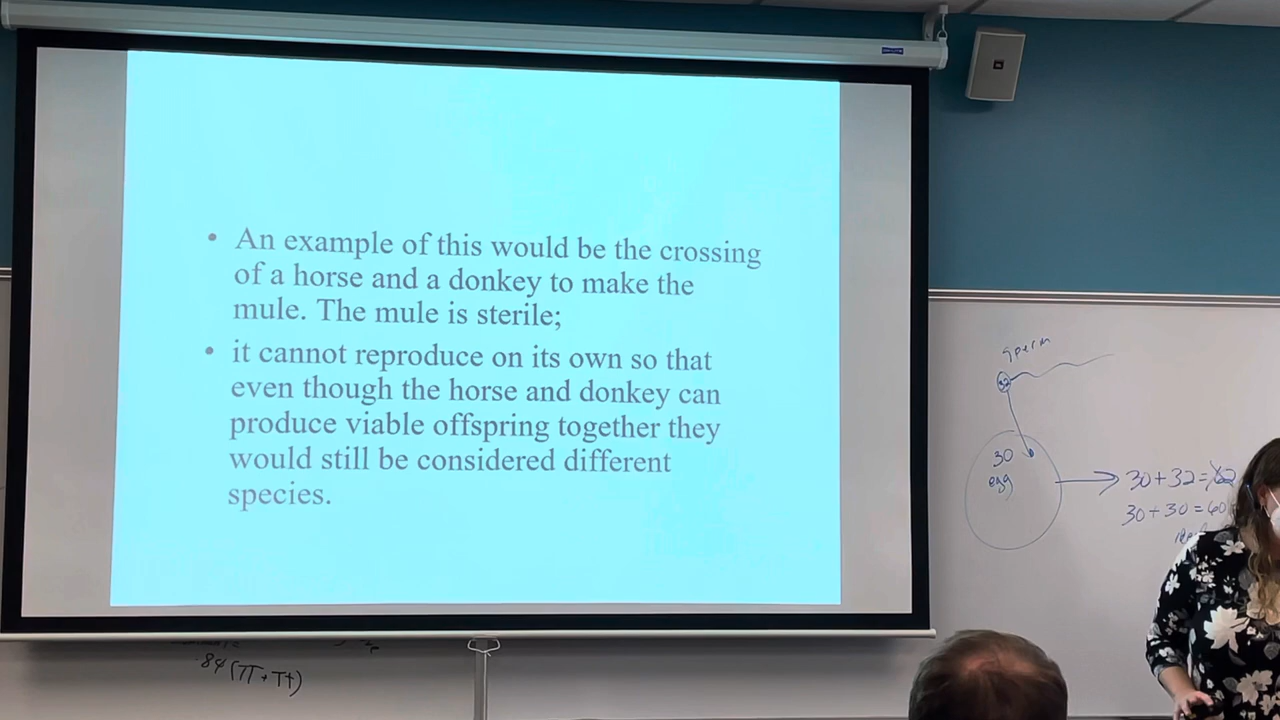 • An example of this would be the crossing
of a horse and a donkey to make the
mule. The mule is sterile;
• it cannot reproduce on its own so that
even though the horse and donkey can
produce viable offspring together they
would still be considered different
species.
sperm
32
30
egg
30+32=62
30+30=60
.84(TT+Tt)